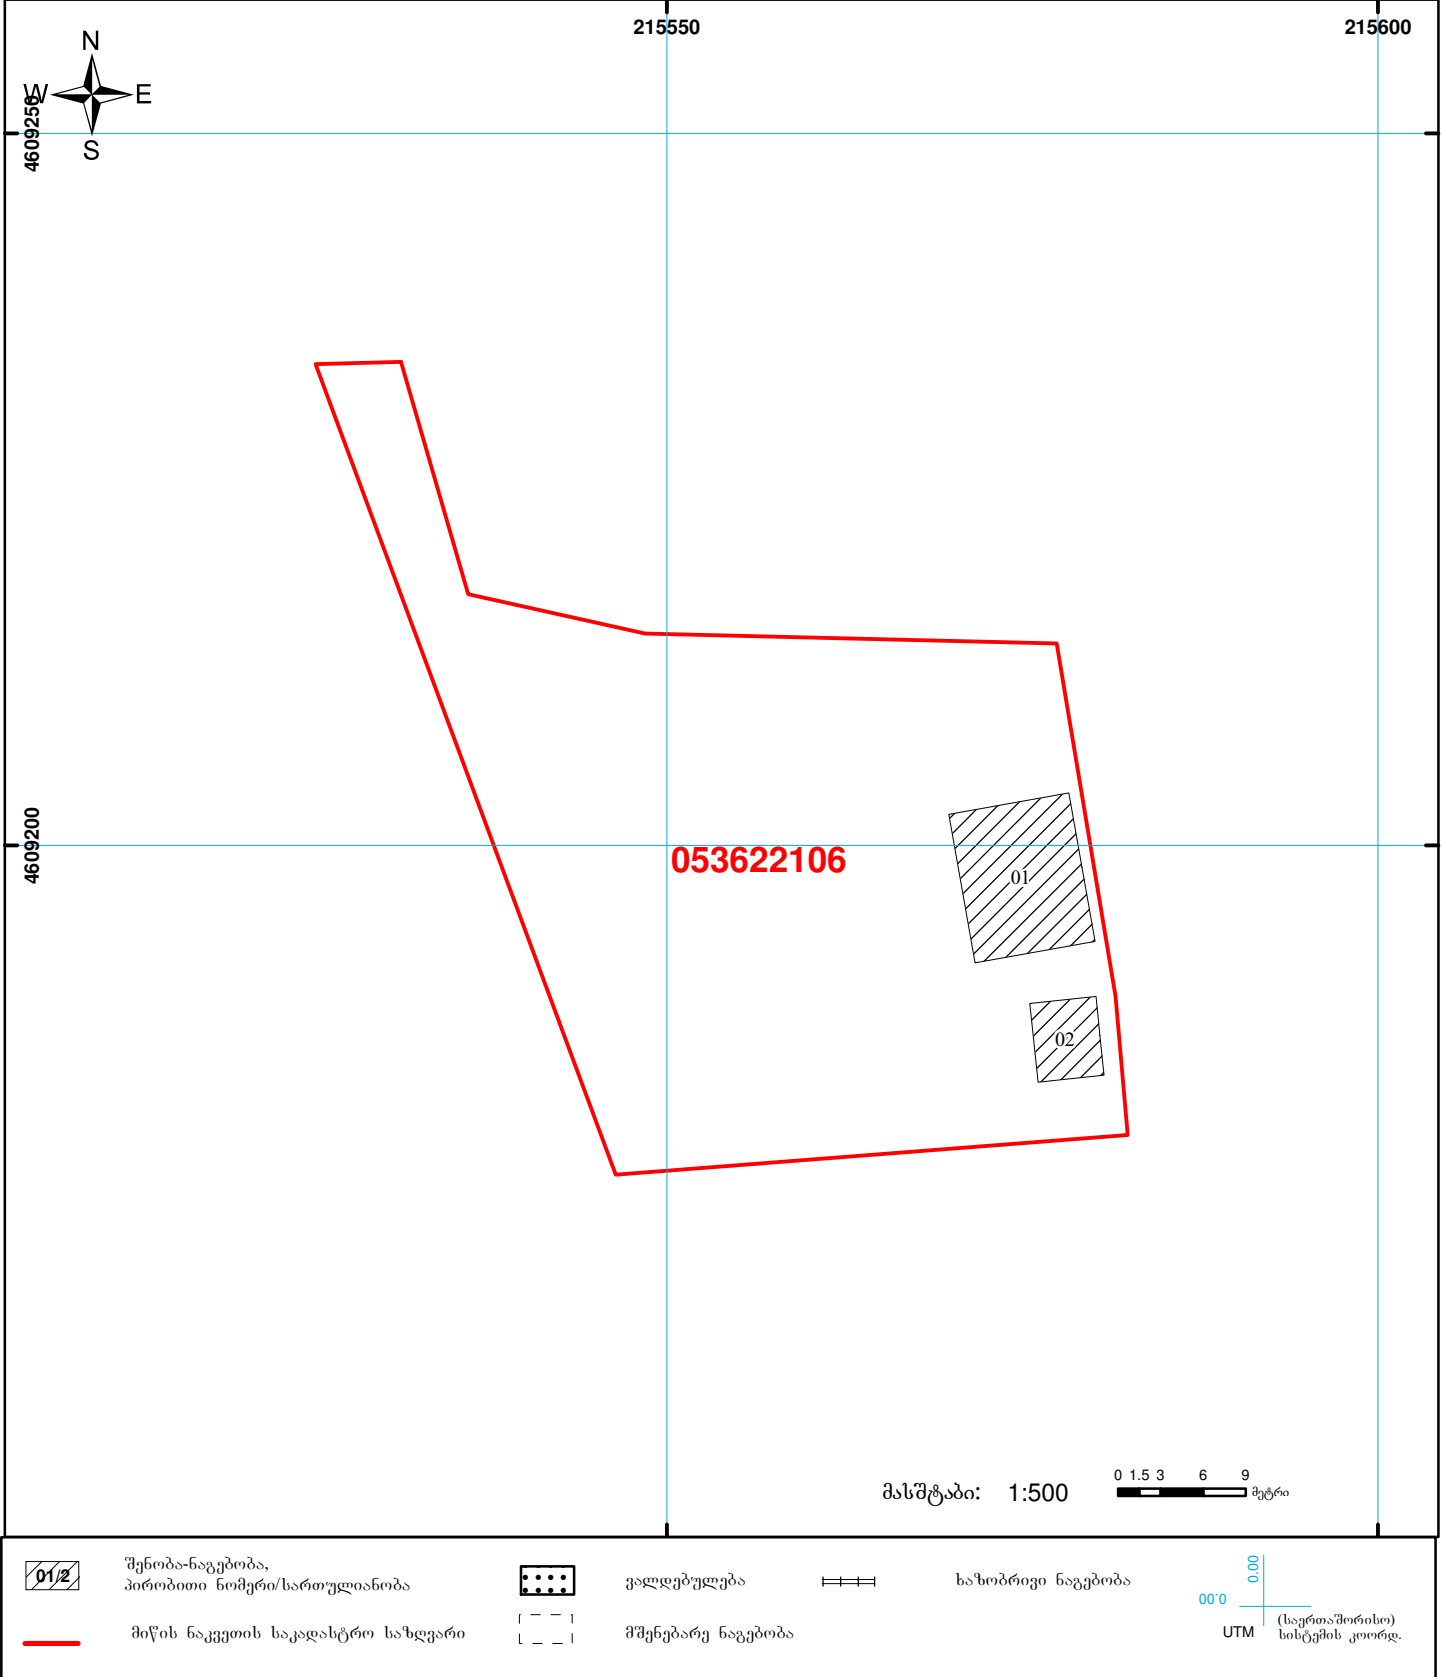 215550
215600
N
W E
S
4609250
4609200
053622106
01
02
მასშტაბი: 1:500
0 1.5 3 6 9
მეტრი
01/2
შენობა-ნაგებობა,
პირობითი ნომერი/სართულიანობა
ვალდებულება
ხაზობრივი ნაგებობა
მიწის ნაკვეთის საკადასტრო საზღვარი
მშენებარე ნაგებობა
00.0
00.0
UTM
(საერთაშორისო)
სისტემის კოორდ.